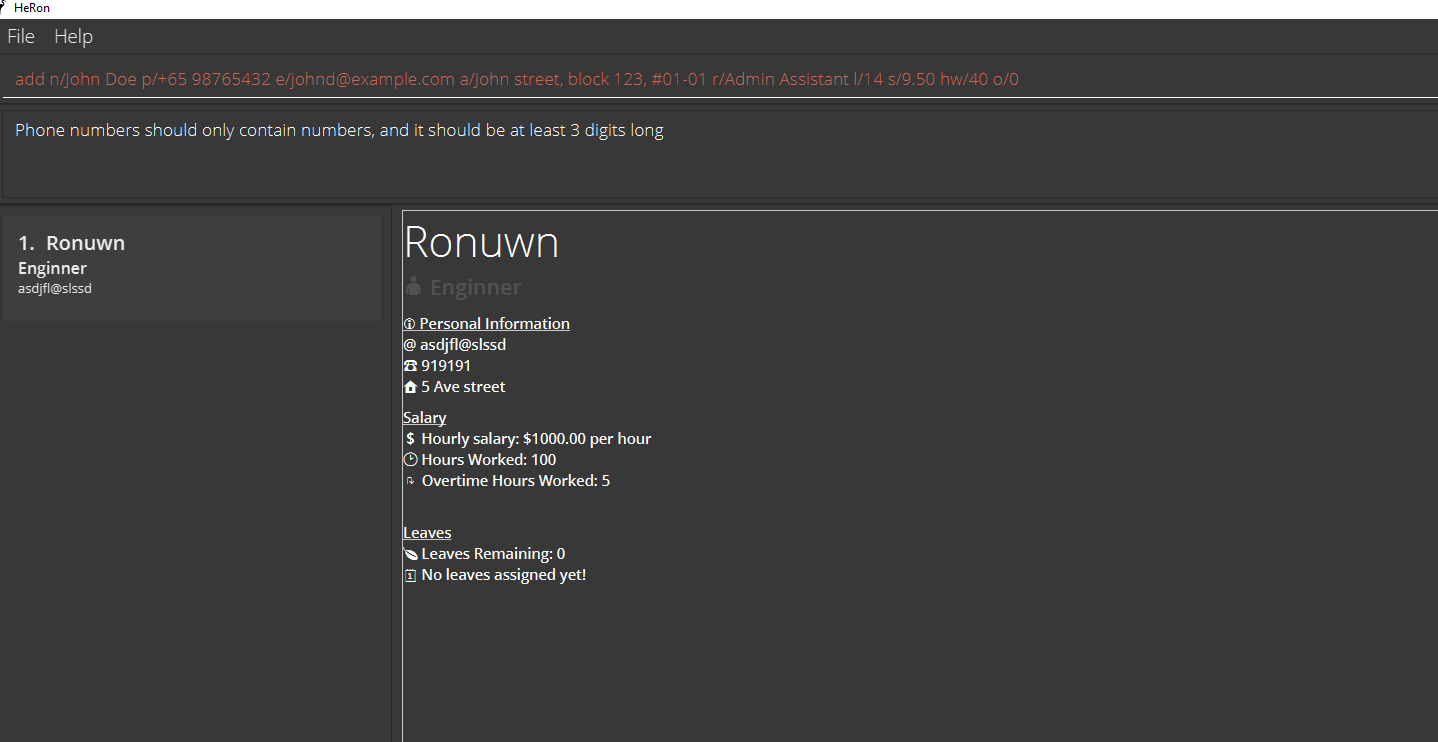 HeRon
File Help
add n/John Doe p/+65 98765432 e/johnd@example.com a/John street, block 123, #01-01 r/Admin Assistant l/14 s/9.50 hw/40 o/0
Phone numbers should only contain numbers, and it should be at least 3 digits long
1. Ronuwn
Enginner
asdjfl@slssd
Ronuwn
Enginner
Personal Information
@ asdjfl@slssd
919191
5 Ave street
Salary
$ Hourly salary: $1000.00 per hour
Hours Worked: 100
Overtime Hours Worked: 5
Leaves
Leaves Remaining: 0
No leaves assigned yet!